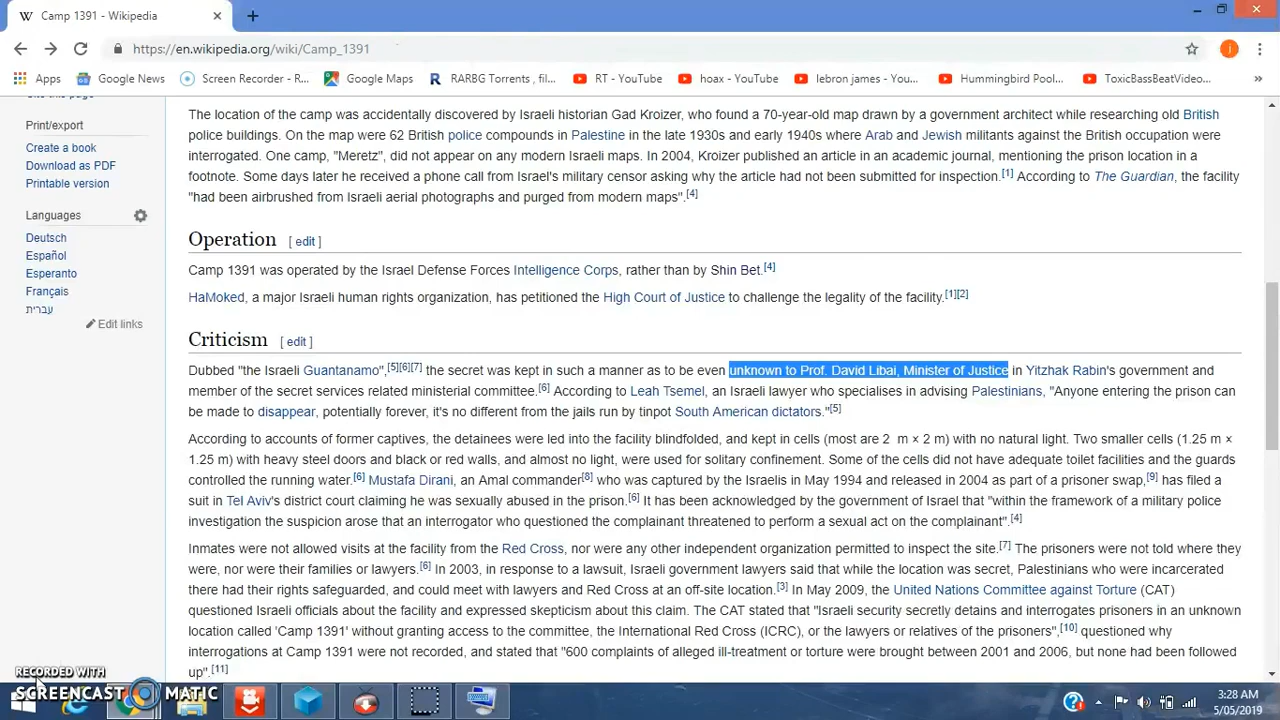 Camp 1391 - Wikipedia
https://en.wikipedia.org/wiki/Camp_1391
Apps Google News Screen Recorder - R... Google Maps RARBG Torrents , fil... RT - YouTube hoax - YouTube lebron james - You... Hummingbird Pool... ToxicBassBeatVideo... »
Cite this page
Print/export
Create a book
Download as PDF
Printable version
Languages
Deutsch
Español
Esperanto
Français
עברית
Edit links
The location of the camp was accidentally discovered by Israeli historian Gad Kroizer, who found a 70-year-old map drawn by a government architect while researching old British
police buildings. On the map were 62 British police compounds in Palestine in the late 1930s and early 1940s where Arab and Jewish militants against the British occupation were
interrogated. One camp, "Meretz", did not appear on any modern Israeli maps. In 2004, Kroizer published an article in an academic journal, mentioning the prison location in a
footnote. Some days later he received a phone call from Israel's military censor asking why the article had not been submitted for inspection.[1] According to The Guardian, the facility
"had been airbrushed from Israeli aerial photographs and purged from modern maps".[4]
Operation [ edit ]
Camp 1391 was operated by the Israel Defense Forces Intelligence Corps, rather than by Shin Bet.[4]
HaMoked, a major Israeli human rights organization, has petitioned the High Court of Justice to challenge the legality of the facility.[1][2]
Criticism [ edit ]
Dubbed "the Israeli Guantanamo",[5][6][7] the secret was kept in such a manner as to be even unknown to Prof. David Libai, Minister of Justice in Yitzhak Rabin's government and
member of the secret services related ministerial committee.[6] According to Leah Tsemel, an Israeli lawyer who specialises in advising Palestinians, "Anyone entering the prison can
be made to disappear, potentially forever, it's no different from the jails run by tinpot South American dictators."[5]
According to accounts of former captives, the detainees were led into the facility blindfolded, and kept in cells (most are 2 m × 2 m) with no natural light. Two smaller cells (1.25 m ×
1.25 m) with heavy steel doors and black or red walls, and almost no light, were used for solitary confinement. Some of the cells did not have adequate toilet facilities and the guards
controlled the running water.[6] Mustafa Dirani, an Amal commander[8] who was captured by the Israelis in May 1994 and released in 2004 as part of a prisoner swap,[9] has filed a
suit in Tel Aviv's district court claiming he was sexually abused in the prison.[6] It has been acknowledged by the government of Israel that "within the framework of a military police
investigation the suspicion arose that an interrogator who questioned the complainant threatened to perform a sexual act on the complainant".[4]
Inmates were not allowed visits at the facility from the Red Cross, nor were any other independent organization permitted to inspect the site.[7] The prisoners were not told where they
were, nor were their families or lawyers.[6] In 2003, in response to a lawsuit, Israeli government lawyers said that while the location was secret, Palestinians who were incarcerated
there had their rights safeguarded, and could meet with lawyers and Red Cross at an off-site location.[3] In May 2009, the United Nations Committee against Torture (CAT)
questioned Israeli officials about the facility and expressed skepticism about this claim. The CAT stated that "Israeli security secretly detains and interrogates prisoners in an unknown
location called 'Camp 1391' without granting access to the committee, the International Red Cross (ICRC), or the lawyers or relatives of the prisoners",[10] questioned why
interrogations at Camp 1391 were not recorded, and stated that "600 complaints of alleged ill-treatment or torture were brought between 2001 and 2006, but none had been followed
up".[11]
RECORDED WITH
SCREENCAST MATIC
3:28 AM
5/05/2019